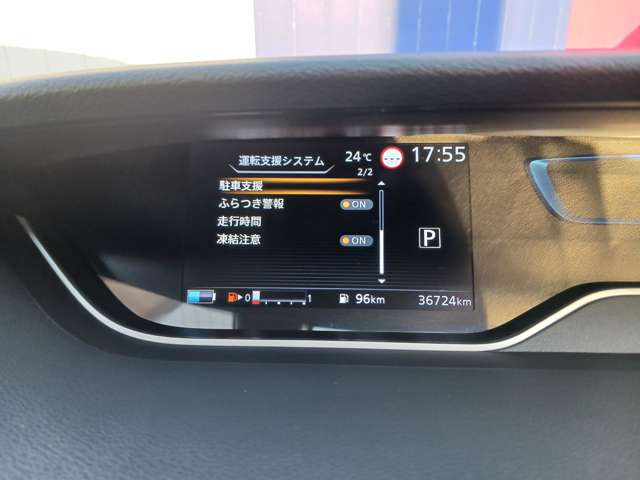 運転支援システム 24℃ 17:55
2/2
駐車支援
ふらつき警報 ON
走行時間
凍結注意 ON
P
0 1 96km 36724km